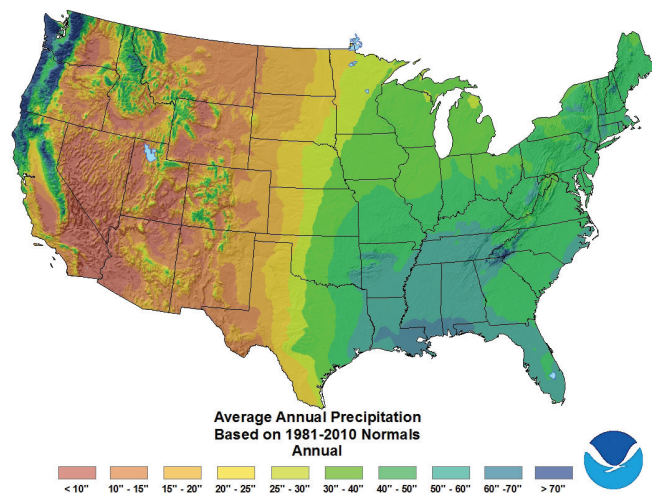 Average Annual Precipitation
Based on 1981-2010 Normals
Annual
< 10" 10" - 15" 15" - 20" 20" - 25" 25" - 30" 30" - 40" 40" - 50" 50" - 60" 60" -70" > 70"